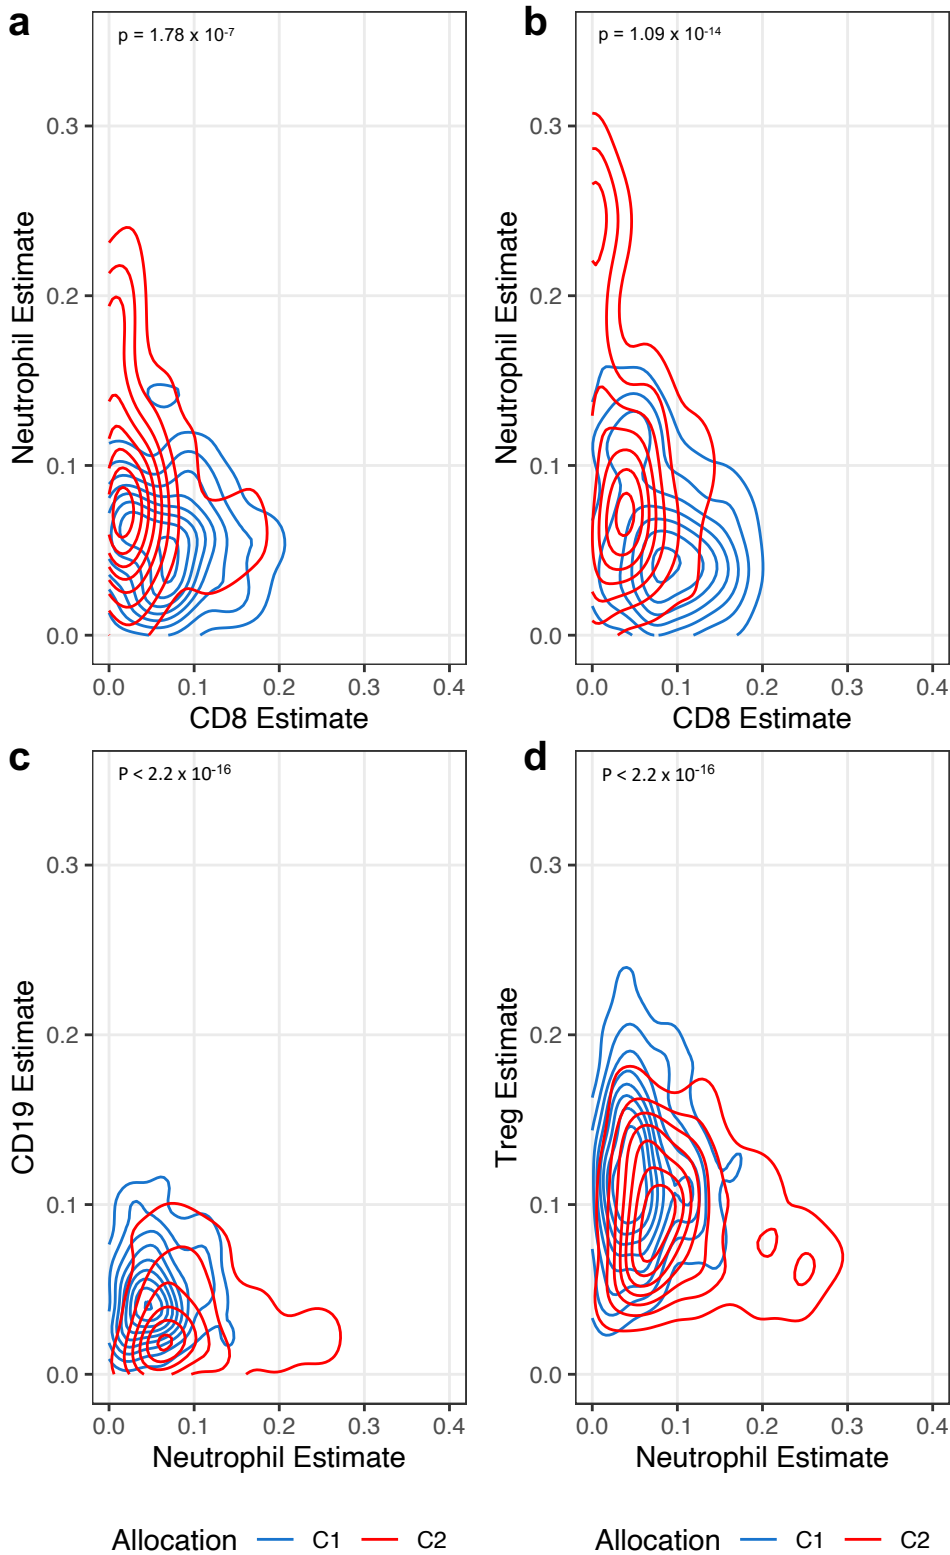 a
p = 1.78 x 10-7
Neutrophil Estimate
0.3
0.2
0.1
0.0
0.0 0.1 0.2 0.3 0.4
CD8 Estimate
b
p = 1.09 x 10-14
Neutrophil Estimate
0.3
0.2
0.1
0.0
0.0 0.1 0.2 0.3 0.4
CD8 Estimate
c
P < 2.2 x 10-16
CD19 Estimate
0.3
0.2
0.1
0.0
0.0 0.1 0.2 0.3 0.4
Neutrophil Estimate
d
P < 2.2 x 10-16
Treg Estimate
0.3
0.2
0.1
0.0
0.0 0.1 0.2 0.3 0.4
Neutrophil Estimate
Allocation C1 C2
Allocation C1 C2